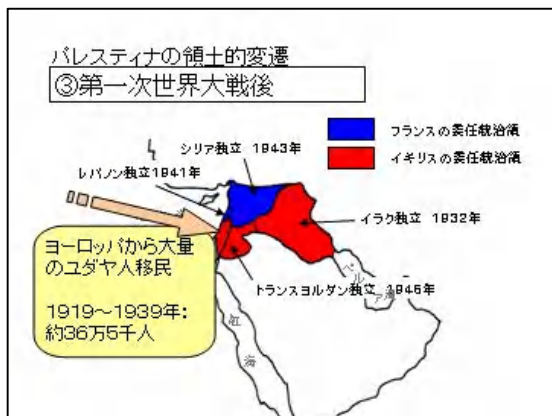 パレスティナの領土的変遷
③第一次世界大戦後
フランスの委任統治領
イギリスの委任統治領
シリア独立 1943年
レバノン独立1941年
イラク独立 1932年
トランスヨルダン独立 1946年
ヨーロッパから大量
のユダヤ人移民
1919~1939年:
約36万5千人
ペルシア湾
紅海